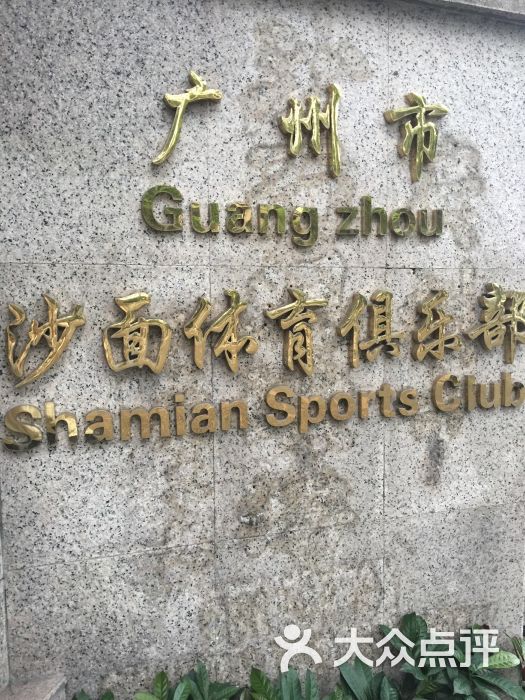 广州市
Guang zhou
沙面体育俱乐部
Shamian Sports Club
大众点评